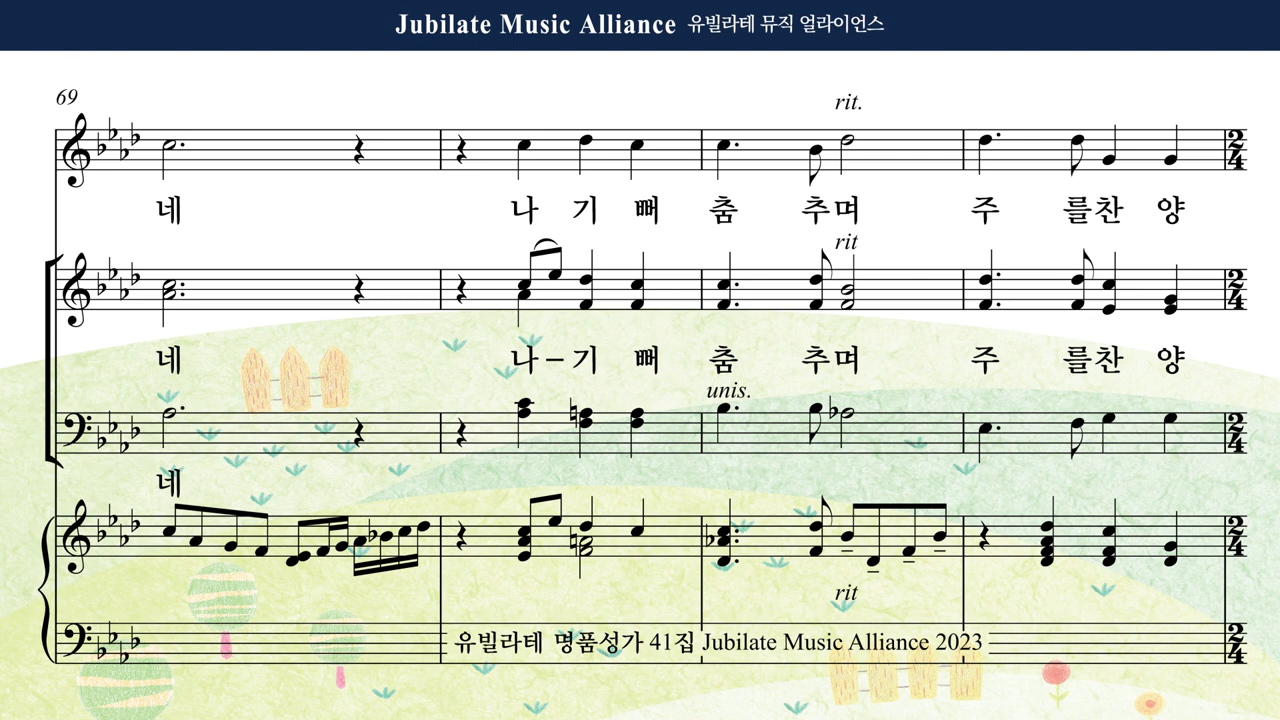 Jubilate Music Alliance 유빌라테 뮤직 얼라이언스
69
rit.
네 나 기 뻐 춤 추며 주 를찬 양
rit
네 나 – 기 뻐 춤 추며 주 를찬 양
unis.
네
rit
유빌라테 명품성가 41집 Jubilate Music Alliance 2023